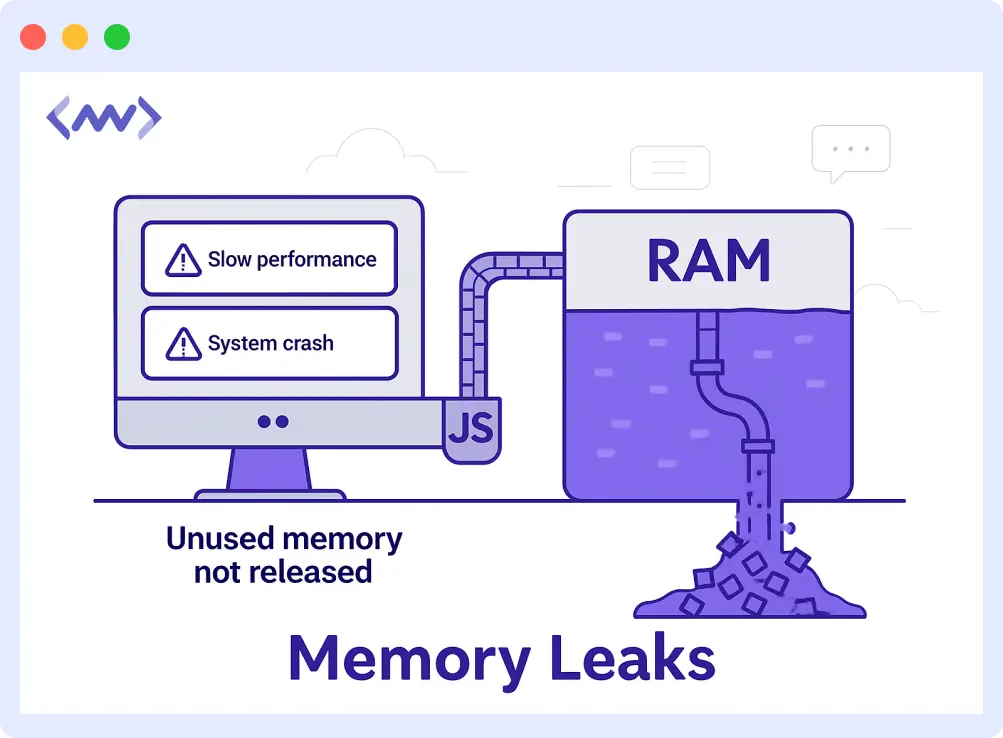 Slow performance
System crash
JS
RAM
Unused memory
not released
Memory Leaks